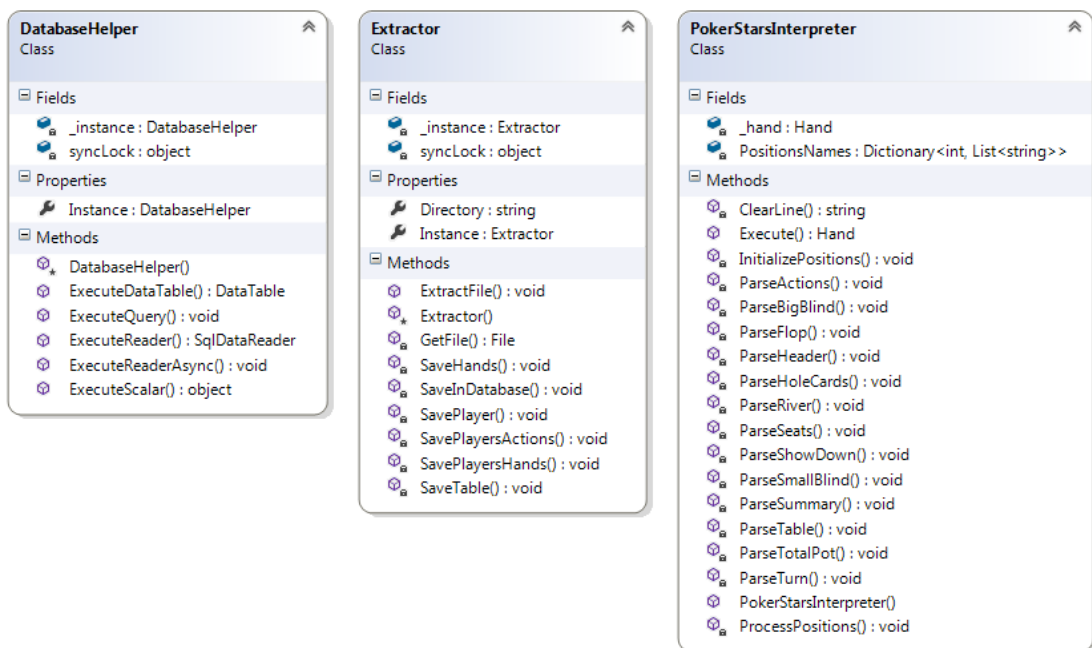 DatabaseHelper
Class
Fields
_instance : DatabaseHelper
syncLock : object
Properties
Instance : DatabaseHelper
Methods
DatabaseHelper()
ExecuteDataTable() : DataTable
ExecuteQuery() : void
ExecuteReader() : SqlDataReader
ExecuteReaderAsync() : void
ExecuteScalar() : object
Extractor
Class
Fields
_instance : Extractor
syncLock : object
Properties
Directory : string
Instance : Extractor
Methods
ExtractFile() : void
Extractor()
GetFile() : File
SaveHands() : void
SaveInDatabase() : void
SavePlayer() : void
SavePlayersActions() : void
SavePlayersHands() : void
SaveTable() : void
PokerStarsInterpreter
Class
Fields
_hand : Hand
PositionsNames : Dictionary<int, List<string>>
Methods
ClearLine() : string
Execute() : Hand
InitializePositions() : void
ParseActions() : void
ParseBigBlind() : void
ParseFlop() : void
ParseHeader() : void
ParseHoleCards() : void
ParseRiver() : void
ParseSeats() : void
ParseShowDown() : void
ParseSmallBlind() : void
ParseSummary() : void
ParseTable() : void
ParseTotalPot() : void
ParseTurn() : void
PokerStarsInterpreter()
ProcessPositions() : void